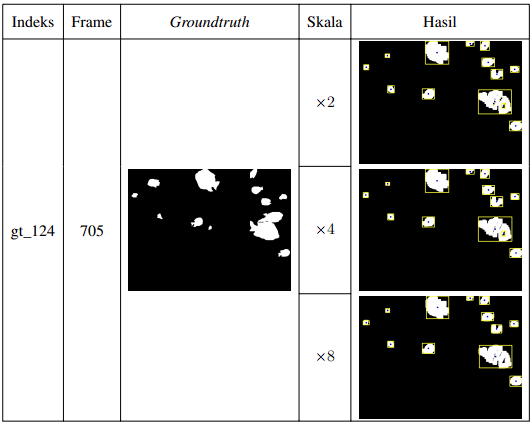 Indeks Frame Groundtruth Skala Hasil
×2
gt_124 705 ×4
×8